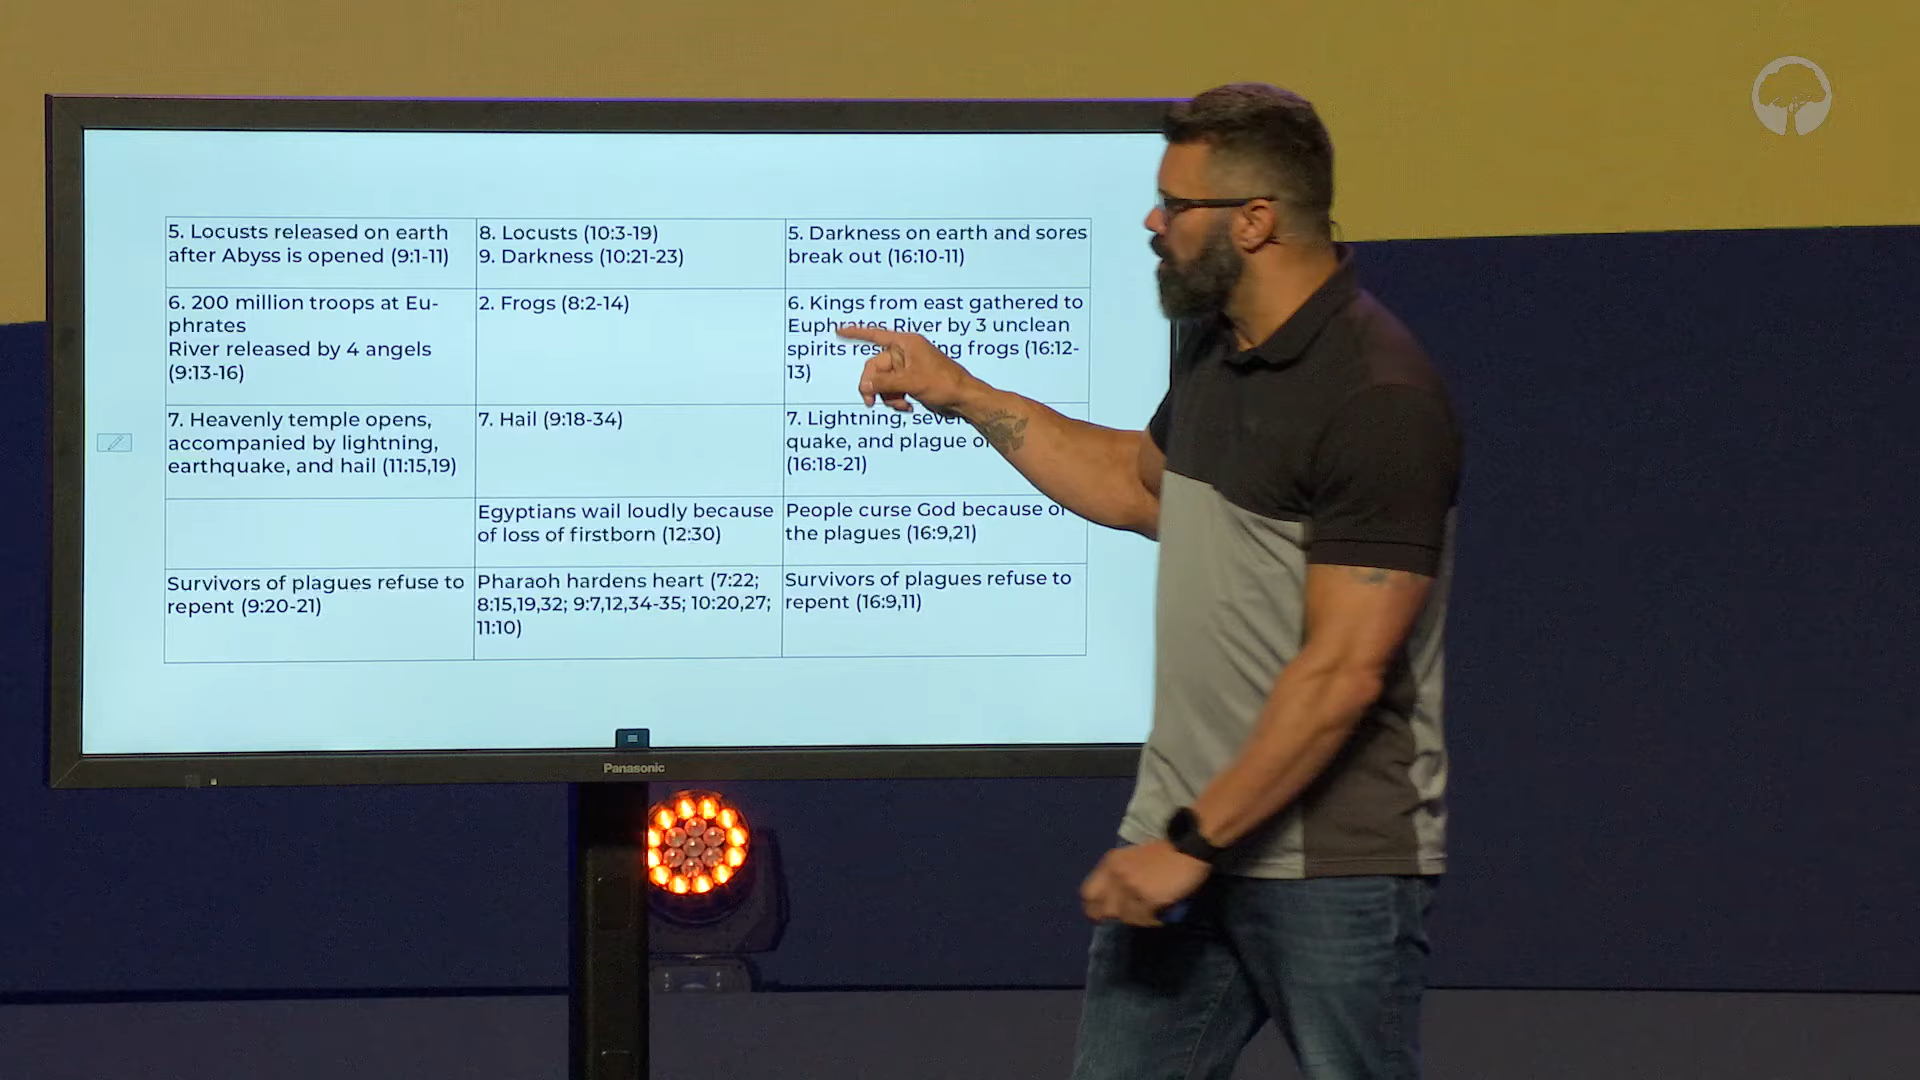 5. Locusts released on earth
after Abyss is opened (9:1-11)
8. Locusts (10:3-19)
9. Darkness (10:21-23)
5. Darkness on earth and sores
break out (16:10-11)
6. 200 million troops at Eu-
phrates
River released by 4 angels
(9:13-16)
2. Frogs (8:2-14)
6. Kings from east gathered to
Euphrates River by 3 unclean
spirits frogs (16:12-
13)
7. Heavenly temple opens,
accompanied by lightning,
earthquake, and hail (11:15,19)
7. Hail (9:18-34)
7. Lightning,
quake, and plague
(16:18-21)
Egyptians wail loudly because
of loss of firstborn (12:30)
People curse God because of
the plagues (16:9,21)
Survivors of plagues refuse to
repent (9:20-21)
Pharaoh hardens heart (7:22;
8:15,19,32; 9:7,12,34-35; 10:20,27;
11:10)
Survivors of plagues refuse to
repent (16:9,11)
Panasonic